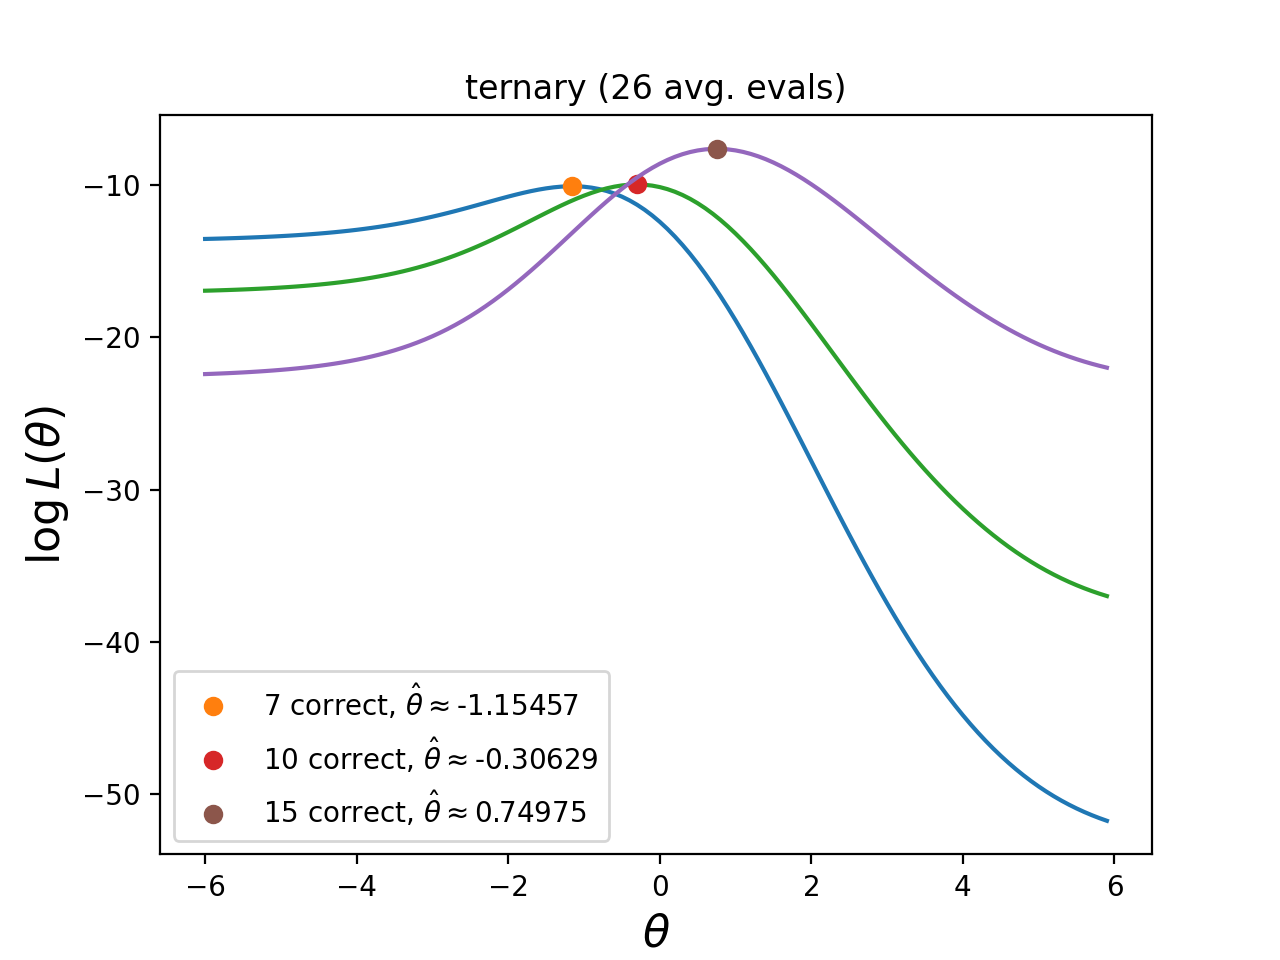 ternary (26 avg. evals)
−10
−20
−30
−40
−50
log L(θ)
7 correct, θ̂ ≈ -1.15457
10 correct, θ̂ ≈ -0.30629
15 correct, θ̂ ≈ 0.74975
−6 −4 −2 0 2 4 6
θ